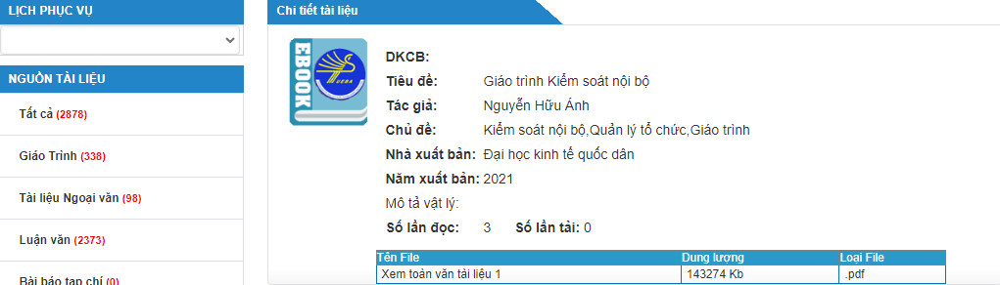 LỊCH PHỤC VỤ
NGUỒN TÀI LIỆU
Tất cả (2878)
Giáo Trình (338)
Tài liệu Ngoại văn (98)
Luận văn (2373)
Bài báo tạp chí (0)
Chi tiết tài liệu
EBOOK
DKCB:
Tiêu đề: Giáo trình Kiểm soát nội bộ
Tác giả: Nguyễn Hữu Ánh
Chủ đề: Kiểm soát nội bộ,Quản lý tổ chức,Giáo trình
Nhà xuất bản: Đại học kinh tế quốc dân
Năm xuất bản: 2021
Mô tả vật lý:
Số lần đọc: 3 Số lần tải: 0
Tên File Dung lượng Loại File
Xem toàn văn tài liệu 1 143274 Kb .pdf